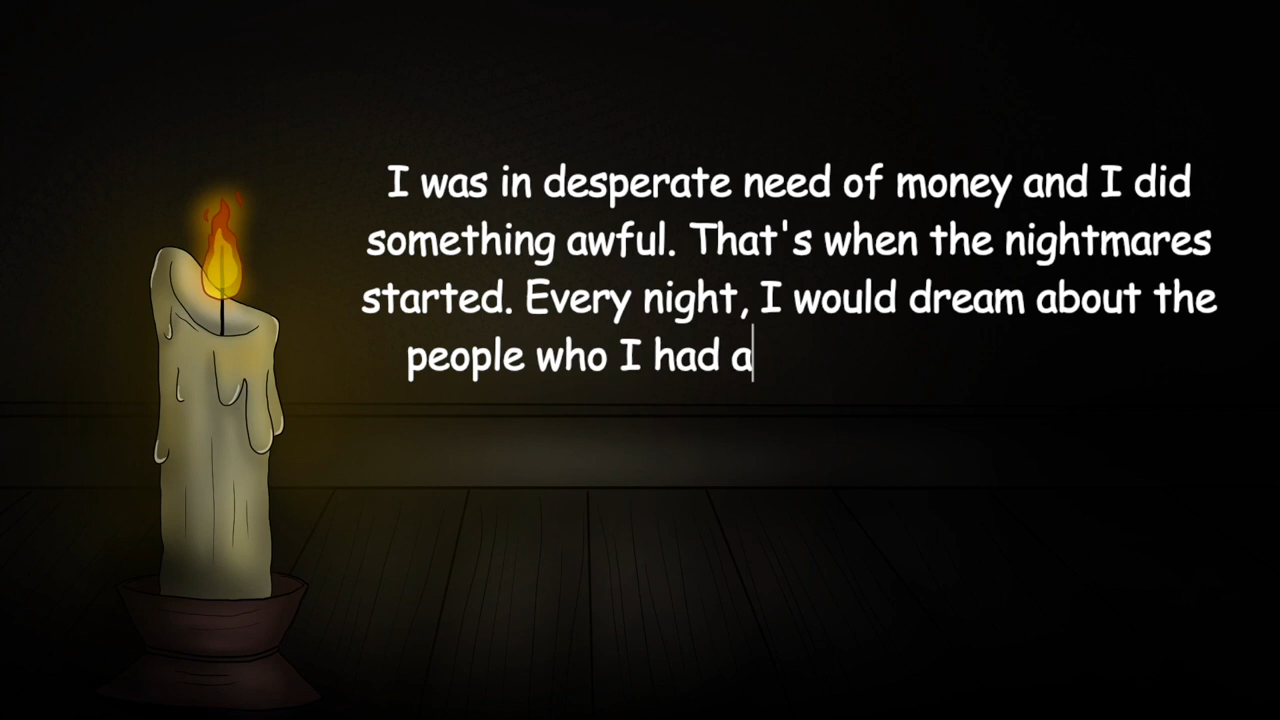 I was in desperate need of money and I did
something awful. That's when the nightmares
started. Every night, I would dream about the
people who I had a